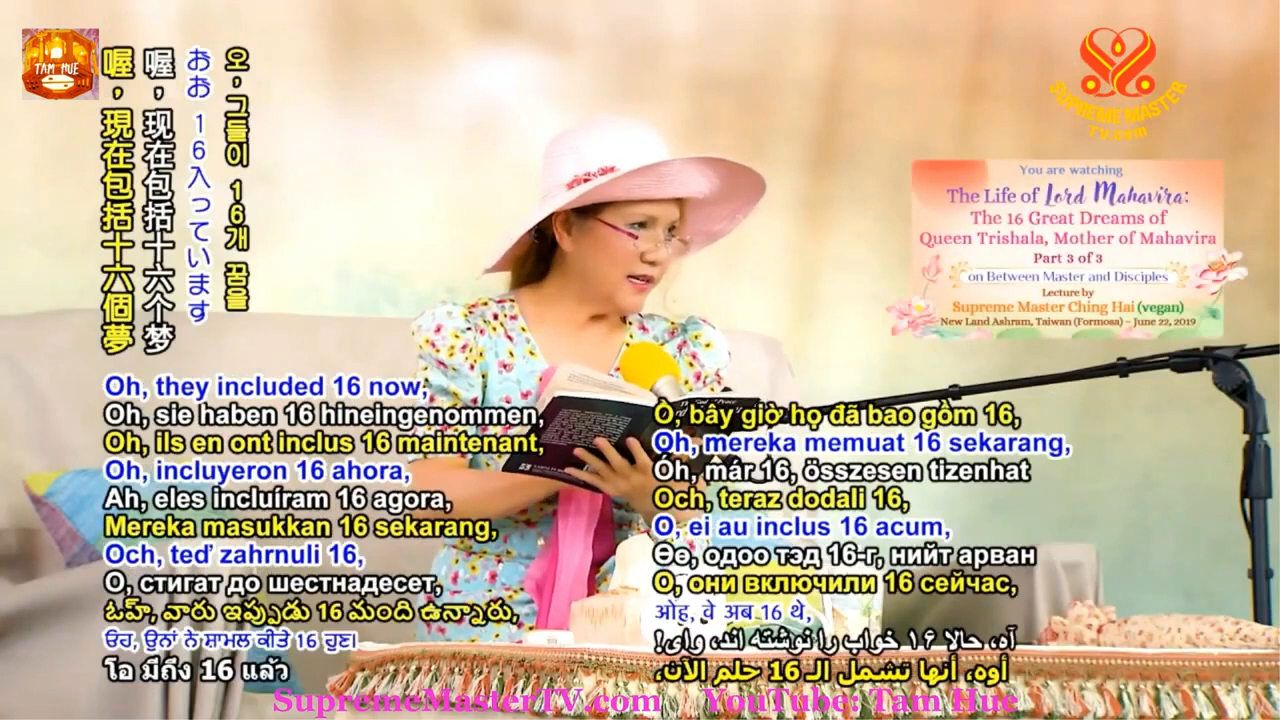 TAM HUE
오, 그들이 16개 꿈들
おお 16入っています
喔，现在包括十六个梦
喔，現在包括十六個夢
SUPREME MASTER
TV.com
You are watching
The Life of Lord Mahavira:
The 16 Great Dreams of
Queen Trishala, Mother of Mahavira
Part 3 of 3
on Between Master and Disciples
Lecture by
Supreme Master Ching Hai (vegan)
New Land Ashram, Taiwan (Formosa) – June 22, 2019
Oh, they included 16 now,
Oh, sie haben 16 hineingenommen,
Oh, ils en ont inclus 16 maintenant,
Oh, incluyeron 16 ahora,
Ah, eles incluíram 16 agora,
Mereka masukkan 16 sekarang,
Och, teď zahrnuli 16,
О, стигат до шестнадесет,
ఓహ్, వారు ఇప్పుడు 16 మంది ఉన్నారు,
ਓਹ, ਉਨਾਂ ਨੇ ਸ਼ਾਮਲ ਕੀਤੇ 16 ਹੁਣ।
โอ มีถึง 16 แล้ว
Ồ, bây giờ họ đã bao gồm 16,
Oh, mereka memuat 16 sekarang,
Óh, már 16, összesen tizenhat
Och, teraz dodali 16,
O, ei au inclus 16 acum,
Өө, одоо тэд 16-г, нийт арван
О, они включили 16 сейчас,
ओह, वे अब 16 थे,
آه، حالا ۱۶ خواب را نوشته اند، وای!
أوه، أنها تشمل الـ 16 حلم الآن،
SupremeMasterTV.com YouTube: Tam Hue